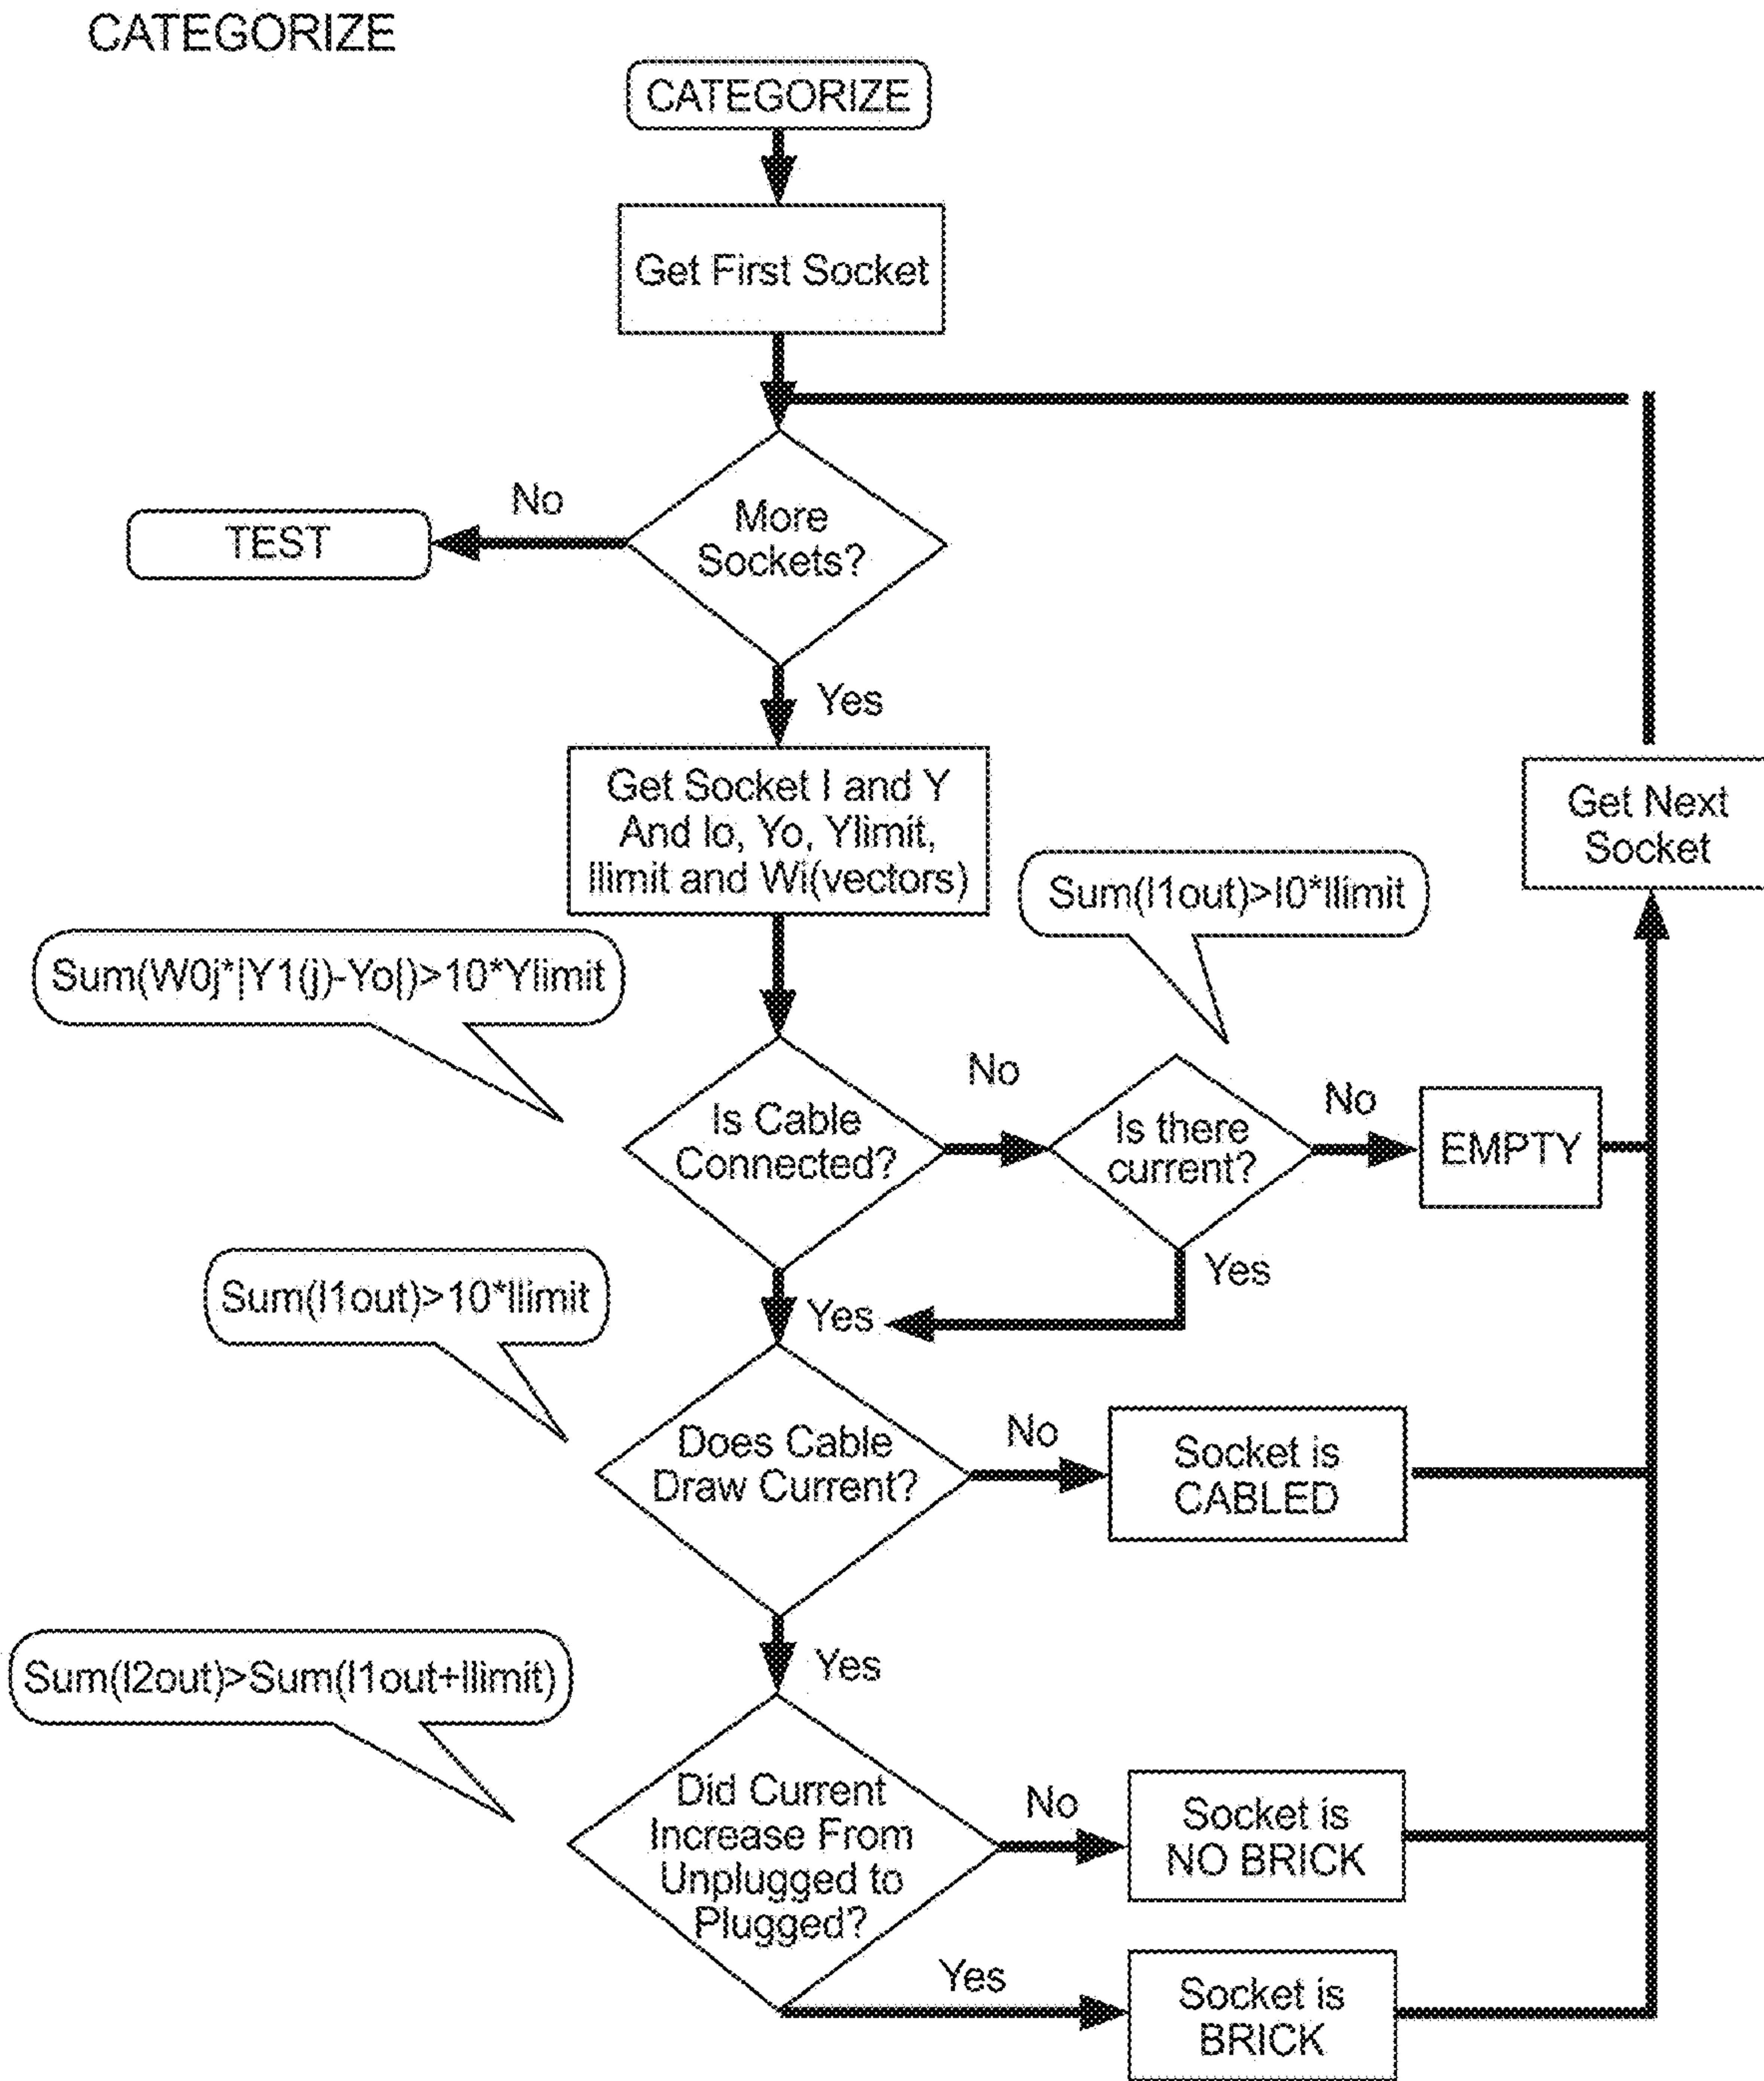 CATEGORIZE
CATEGORIZE
Get First Socket
More
Sockets?
No
TEST
Yes
Get Socket I and Y
And Io, Yo, Ylimit,
Ilimit and Wi(vectors)
Get Next
Socket
Sum(I1out)>I0*Ilimit
Sum(W0j*|Y1(j)-Yo|)>10*Ylimit
Is Cable
Connected?
No
Is there
current?
No
EMPTY
Yes
Yes
Sum(I1out)>10*Ilimit
Does Cable
Draw Current?
No
Socket is
CABLED
Yes
Sum(I2out)>Sum(I1out+Ilimit)
Did Current
Increase From
Unplugged to
Plugged?
No
Socket is
NO BRICK
Yes
Socket is
BRICK